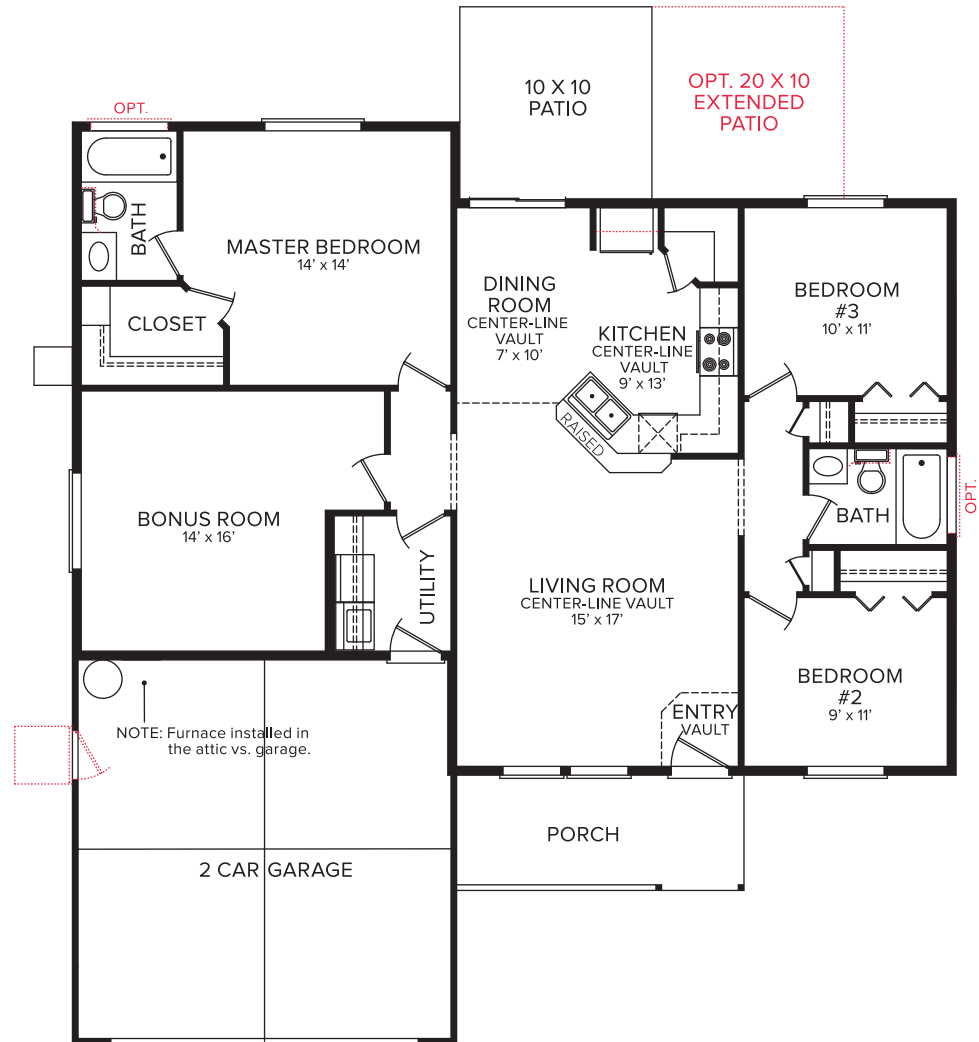 10 X 10
PATIO
OPT. 20 X 10
EXTENDED
PATIO
OPT.
BATH
MASTER BEDROOM
14’ x 14’
CLOSET
DINING
ROOM
CENTER-LINE
VAULT
7’ x 10’
KITCHEN
CENTER-LINE
VAULT
9’ x 13’
RAISED
BEDROOM
#3
10’ x 11’
BATH
OPT.
BONUS ROOM
14’ x 16’
UTILITY
LIVING ROOM
CENTER-LINE VAULT
15’ x 17’
ENTRY
VAULT
BEDROOM
#2
9’ x 11’
NOTE: Furnace installed in
the attic vs. garage.
PORCH
2 CAR GARAGE